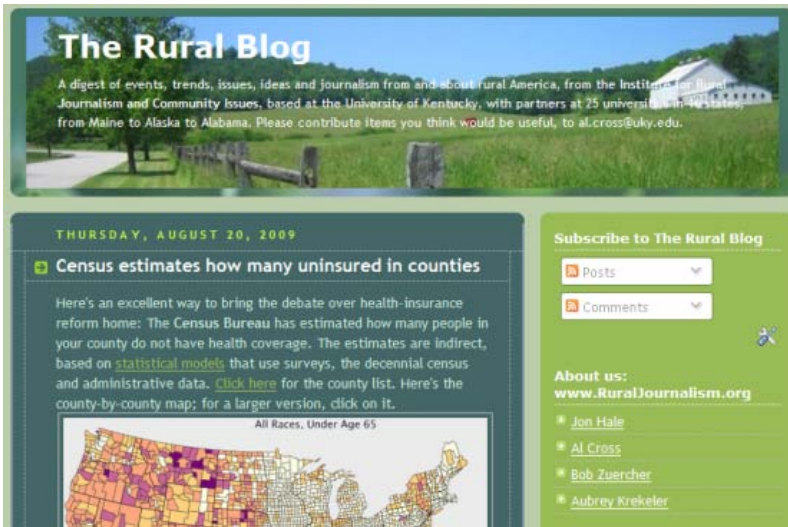 The Rural Blog
A digest of events, trends, issues, ideas and journalism from and about rural America, from the Institute for Rural
Journalism and Community Issues, based at the University of Kentucky, with partners at 25 universities in 16 states,
from Maine to Alaska to Alabama. Please contribute items you think would be useful, to al.cross@uky.edu.
THURSDAY, AUGUST 20, 2009
Census estimates how many uninsured in counties
Here's an excellent way to bring the debate over health-insurance
reform home: The Census Bureau has estimated how many people in
your county do not have health coverage. The estimates are indirect,
based on statistical models that use surveys, the decennial census
and administrative data. Click here for the county list. Here's the
county-by-county map; for a larger version, click on it.
All Races, Under Age 65
Subscribe to The Rural Blog
Posts
Comments
About us:
www.RuralJournalism.org
Jon Hale
Al Cross
Bob Zuercher
Aubrey Krekeler